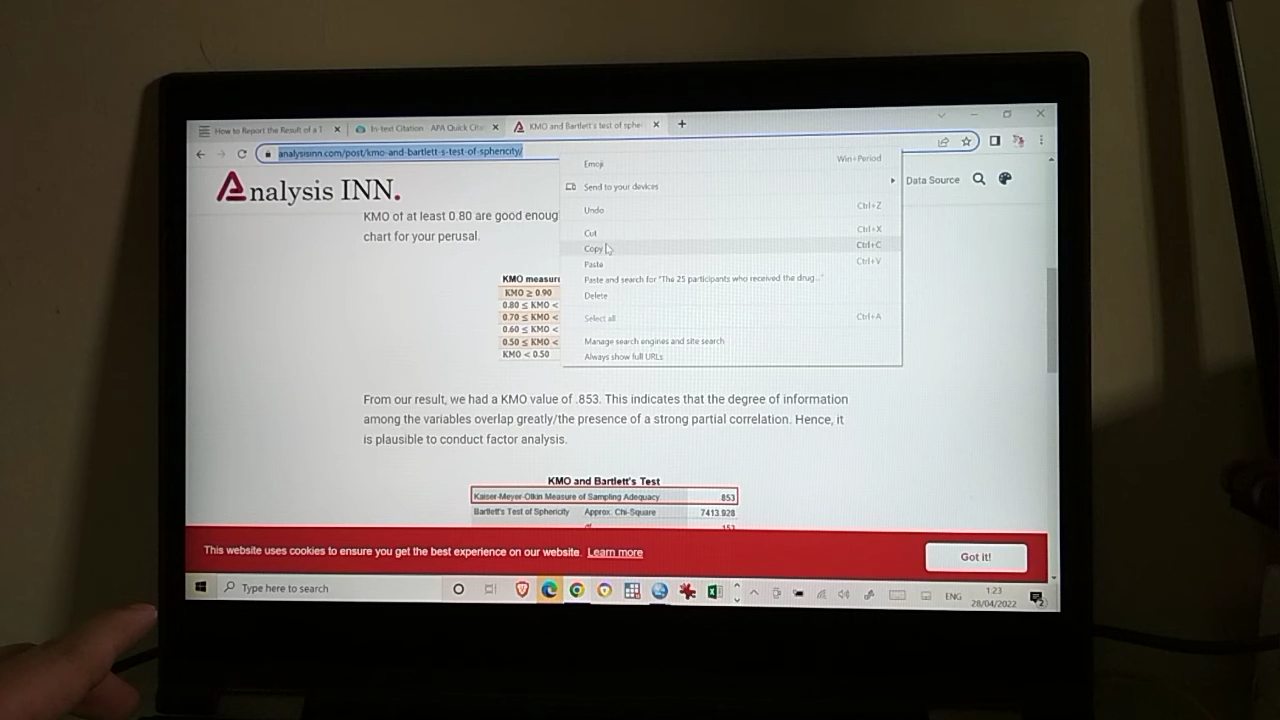 How to Report the Result of a T
In-text Citation - APA Quick Cita
KMO and Bartlett's test of sphe
analysisinn.com/post/kmo-and-bartlett-s-test-of-sphericity/
Analysis INN.
Data Source
Emoji Win+Period
Send to your devices
Undo Ctrl+Z
Cut Ctrl+X
Copy Ctrl+C
Paste Ctrl+V
Paste and search for "The 25 participants who received the drug..."
Delete
Select all Ctrl+A
Manage search engines and site search
Always show full URLs
KMO of at least 0.80 are good enoug
chart for your perusal.
KMO measur
KMO ≥ 0.90
0.80 ≤ KMO <
0.70 ≤ KMO <
0.60 ≤ KMO <
0.50 ≤ KMO <
KMO < 0.50
From our result, we had a KMO value of .853. This indicates that the degree of information
among the variables overlap greatly/the presence of a strong partial correlation. Hence, it
is plausible to conduct factor analysis.
KMO and Bartlett's Test
Kaiser-Meyer-Olkin Measure of Sampling Adequacy .853
Bartlett's Test of Sphericity Approx. Chi-Square 7413.928
df 153
This website uses cookies to ensure you get the best experience on our website. Learn more
Got it!
Type here to search
ENG
1:23
28/04/2022
2